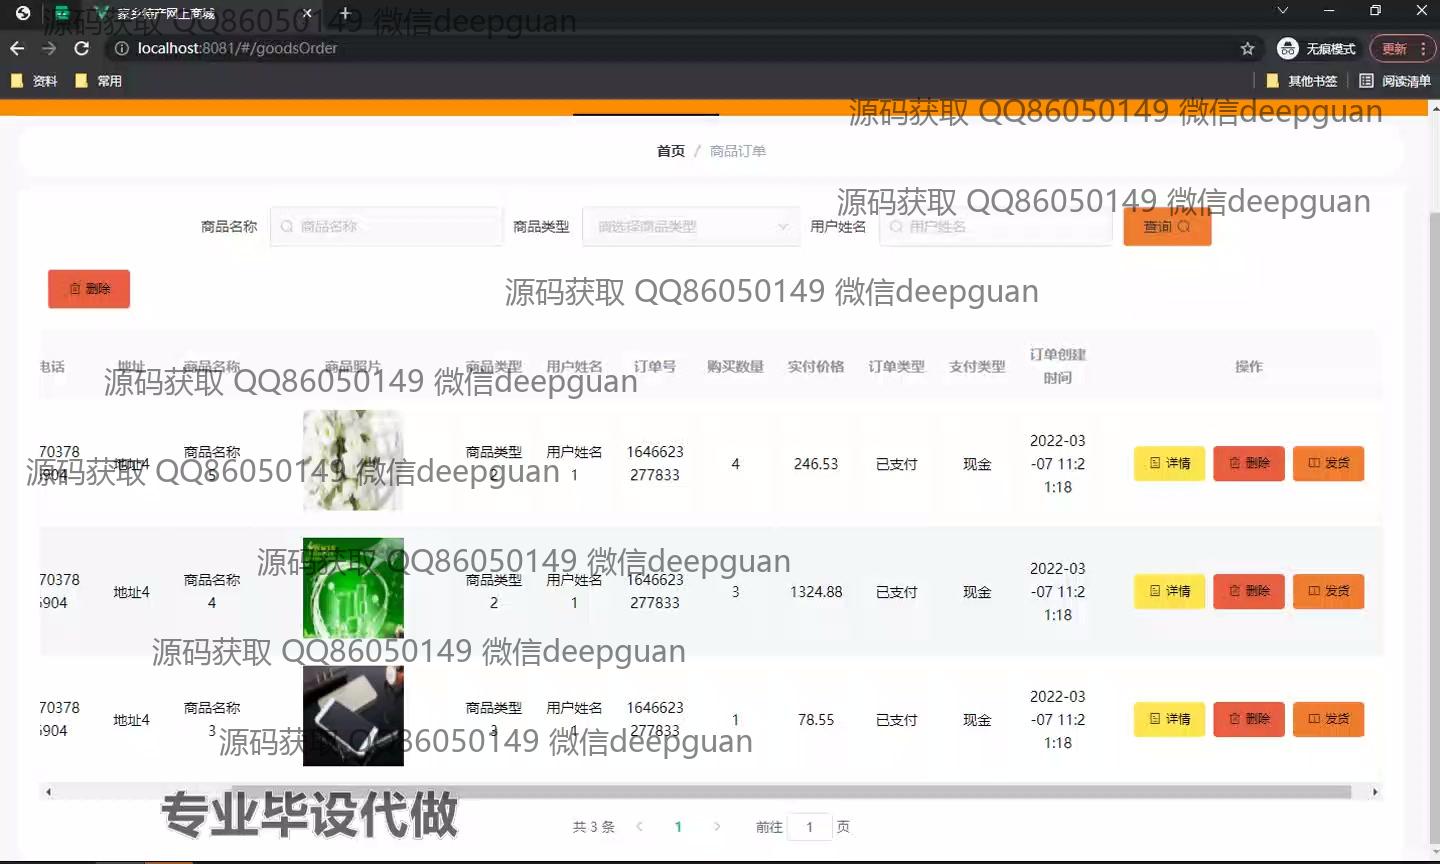 家乡特产网上商城
源码获取 QQ86050149 微信deepguan
localhost:8081/#/goodsOrder
无痕模式
更新
资料
常用
其他书签
阅读清单
源码获取 QQ86050149 微信deepguan
首页 / 商品订单
源码获取 QQ86050149 微信deepguan
商品名称
商品名称
商品类型
请选择商品类型
用户姓名
用户姓名
查询
删除
源码获取 QQ86050149 微信deepguan
电话
地址
商品名称
商品照片
商品类型
用户姓名
订单号
购买数量
实付价格
订单类型
支付类型
订单创建
时间
操作
源码获取 QQ86050149 微信deepguan
70378
5904
地址4
商品名称
5
商品类型
2
用户姓名
1
1646623
277833
4
246.53
已支付
现金
2022-03
-07 11:2
1:18
详情
删除
发货
源码获取 QQ86050149 微信deepguan
源码获取 QQ86050149 微信deepguan
70378
5904
地址4
商品名称
4
商品类型
2
用户姓名
1
1646623
277833
3
1324.88
已支付
现金
2022-03
-07 11:2
1:18
详情
删除
发货
源码获取 QQ86050149 微信deepguan
70378
5904
地址4
商品名称
3
商品类型
3
用户姓名
1
1646623
277833
1
78.55
已支付
现金
2022-03
-07 11:2
1:18
详情
删除
发货
源码获取 QQ86050149 微信deepguan
专业毕设代做
共 3 条
1
前往 1 页